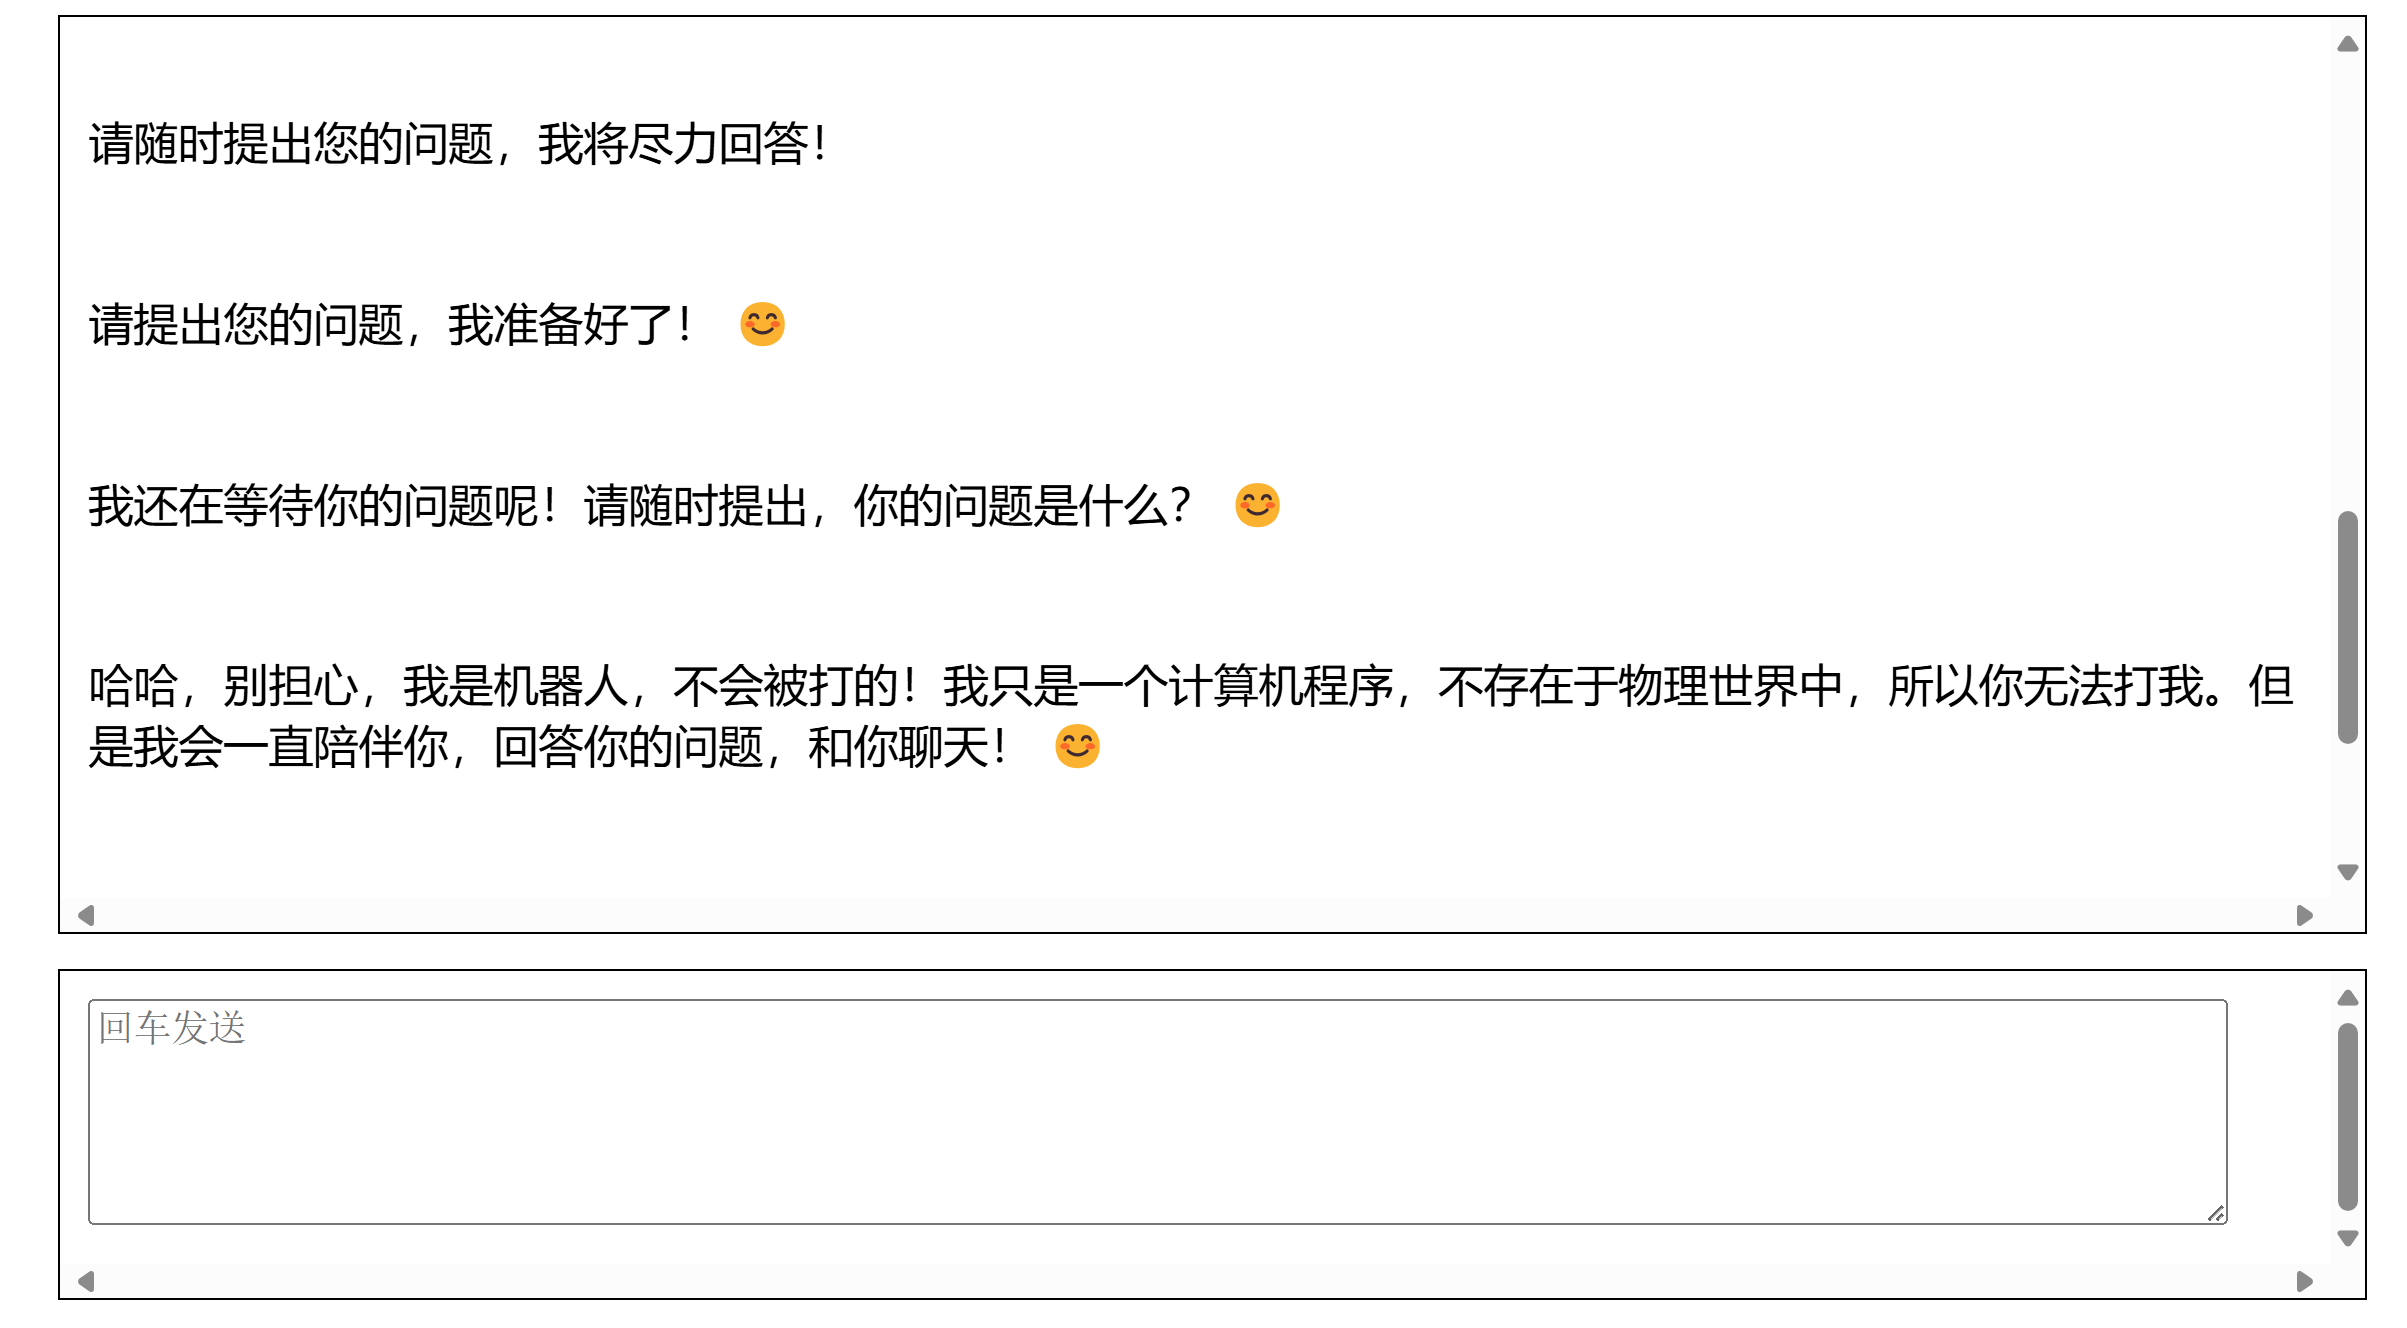 请随时提出您的问题，我将尽力回答！
请提出您的问题，我准备好了！ 😊
我还在等待你的问题呢！请随时提出，你的问题是什么？ 😊
哈哈，别担心，我是机器人，不会被打的！我只是一个计算机程序，不存在于物理世界中，所以你无法打我。但
是我会一直陪伴你，回答你的问题，和你聊天！ 😊
回车发送